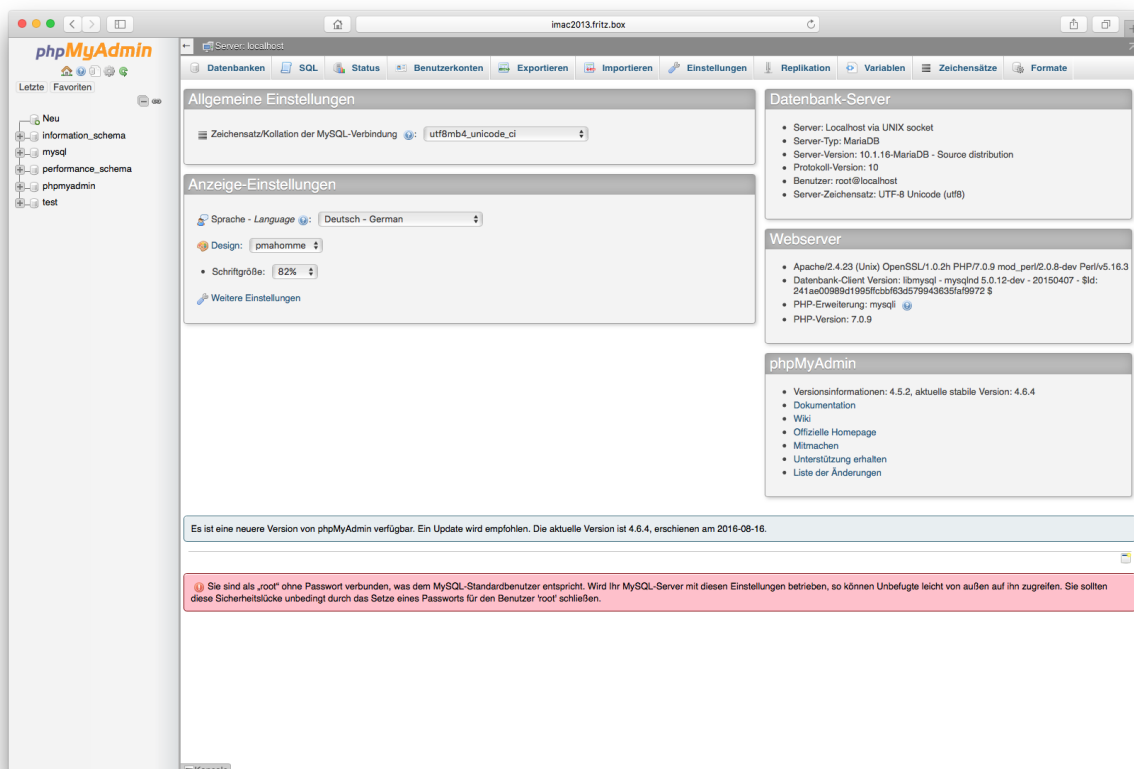 imac2013.fritz.box
phpMyAdmin
Letzte Favoriten
Neu
information_schema
mysql
performance_schema
phpmyadmin
test
Server: localhost
Datenbanken SQL Status Benutzerkonten Exportieren Importieren Einstellungen Replikation Variablen Zeichensätze Formate
Allgemeine Einstellungen
Zeichensatz/Kollation der MySQL-Verbindung : utf8mb4_unicode_ci
Anzeige-Einstellungen
Sprache - Language : Deutsch - German
Design: pmahomme
• Schriftgröße: 82%
Weitere Einstellungen
Datenbank-Server
• Server: Localhost via UNIX socket
• Server-Typ: MariaDB
• Server-Version: 10.1.16-MariaDB - Source distribution
• Protokoll-Version: 10
• Benutzer: root@localhost
• Server-Zeichensatz: UTF-8 Unicode (utf8)
Webserver
• Apache/2.4.23 (Unix) OpenSSL/1.0.2h PHP/7.0.9 mod_perl/2.0.8-dev Perl/v5.16.3
• Datenbank-Client Version: libmysql - mysqlnd 5.0.12-dev - 20150407 - $Id:
241ae00989d1995ffcbbf63d579943635faf9972 $
• PHP-Erweiterung: mysqli
• PHP-Version: 7.0.9
phpMyAdmin
• Versionsinformationen: 4.5.2, aktuelle stabile Version: 4.6.4
• Dokumentation
• Wiki
• Offizielle Homepage
• Mitmachen
• Unterstützung erhalten
• Liste der Änderungen
Es ist eine neuere Version von phpMyAdmin verfügbar. Ein Update wird empfohlen. Die aktuelle Version ist 4.6.4, erschienen am 2016-08-16.
Sie sind als „root“ ohne Passwort verbunden, was dem MySQL-Standardbenutzer entspricht. Wird Ihr MySQL-Server mit diesen Einstellungen betrieben, so können Unbefugte leicht von außen auf ihn zugreifen. Sie sollten
diese Sicherheitslücke unbedingt durch das Setze eines Passworts für den Benutzer 'root' schließen.
Konsole